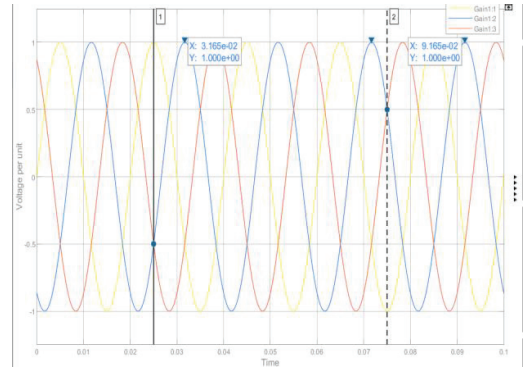 1
2
Gain1:1
Gain1:2
Gain1:3
X: 3.165e-02
Y: 1.000e+00
X: 9.165e-02
Y: 1.000e+00
1
0.5
0
-0.5
-1
Voltage per unit
0 0.01 0.02 0.03 0.04 0.05 0.06 0.07 0.08 0.09 0.1
Time